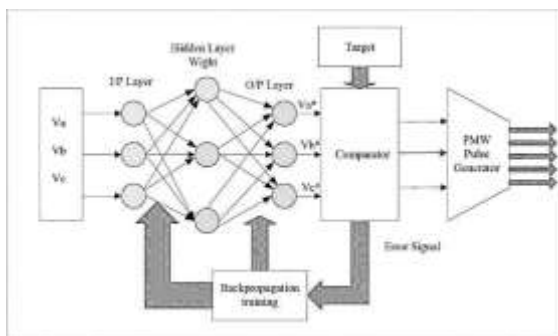 Hidden Layer
Wight
Target
I/P Layer
O/P Layer
Va
Vb
Vc
Va*
Vb*
Vc*
Comparator
PMW
Pulse
Generator
Error Signal
Backpropagation
training